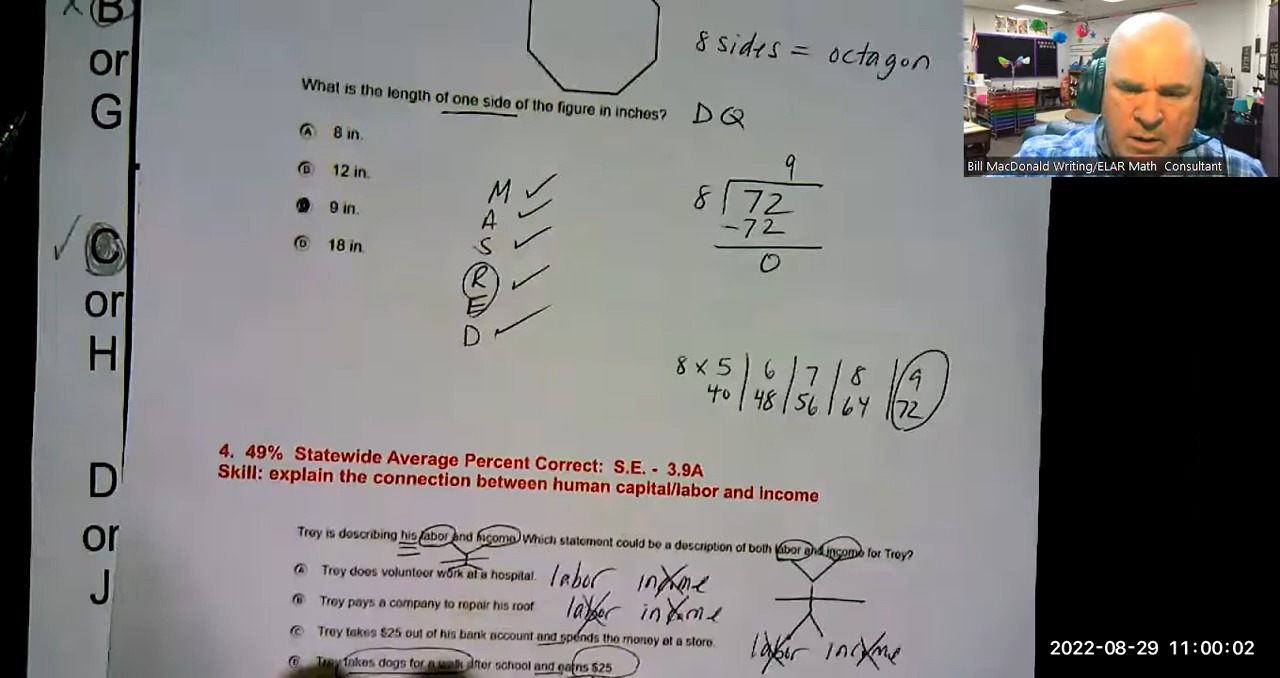 B
or
G
C
or
H
D
or
J
8 sides = octagon
What is the length of one side of the figure in inches? DQ
A 8 in.
B 12 in.
9 in.
D 18 in.
M
A
S
R
E
D
9
8 72
-72
0
8 x 5 | 6 | 7 | 8 | 9
40 | 48 | 56 | 64 | 72
4. 49% Statewide Average Percent Correct: S.E. - 3.9A
Skill: explain the connection between human capital/labor and income
Troy is describing his labor and income. Which statement could be a description of both labor and income for Troy?
A Troy does volunteer work at a hospital. labor income
B Troy pays a company to repair his roof. labor income
C Troy takes $25 out of his bank account and spends the money at a store. labor income
D Troy takes dogs for a walk after school and earns $25
Bill MacDonald Writing/ELAR Math Consultant
2022-08-29 11:00:02